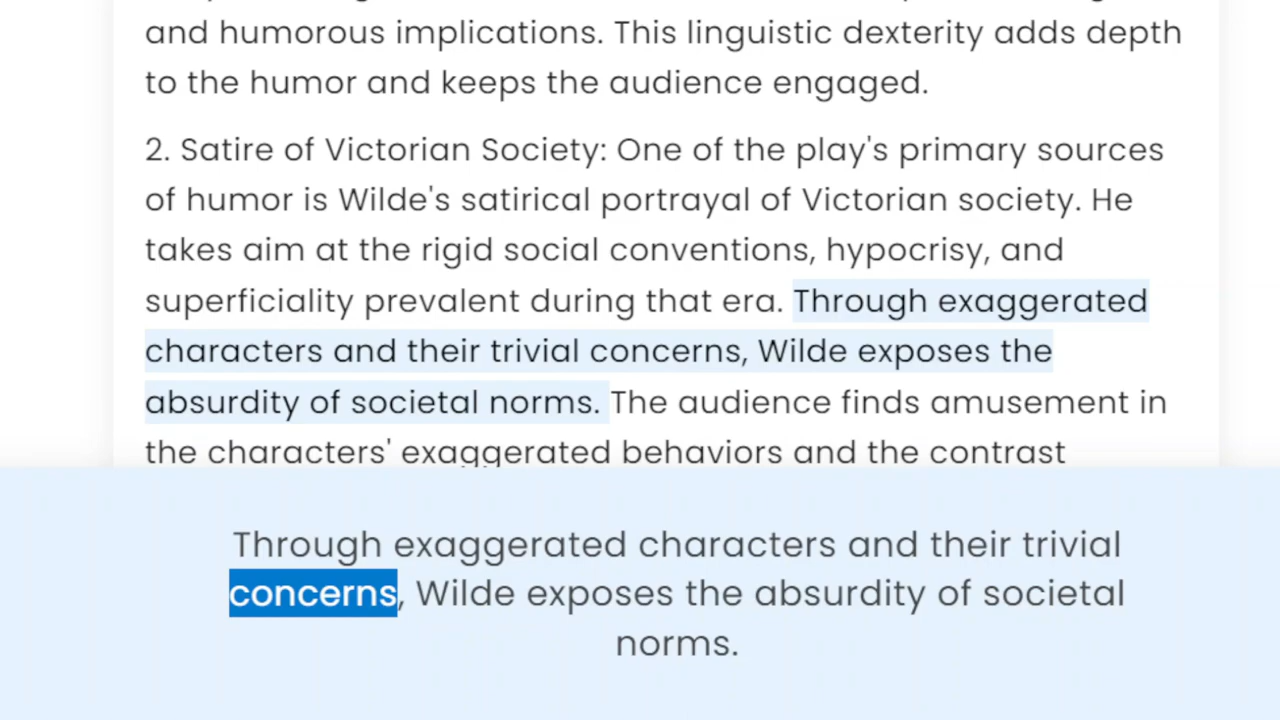 and humorous implications. This linguistic dexterity adds depth
to the humor and keeps the audience engaged.
2. Satire of Victorian Society: One of the play's primary sources
of humor is Wilde's satirical portrayal of Victorian society. He
takes aim at the rigid social conventions, hypocrisy, and
superficiality prevalent during that era. Through exaggerated
characters and their trivial concerns, Wilde exposes the
absurdity of societal norms. The audience finds amusement in
the characters' exaggerated behaviors and the contrast
Through exaggerated characters and their trivial
concerns, Wilde exposes the absurdity of societal
norms.